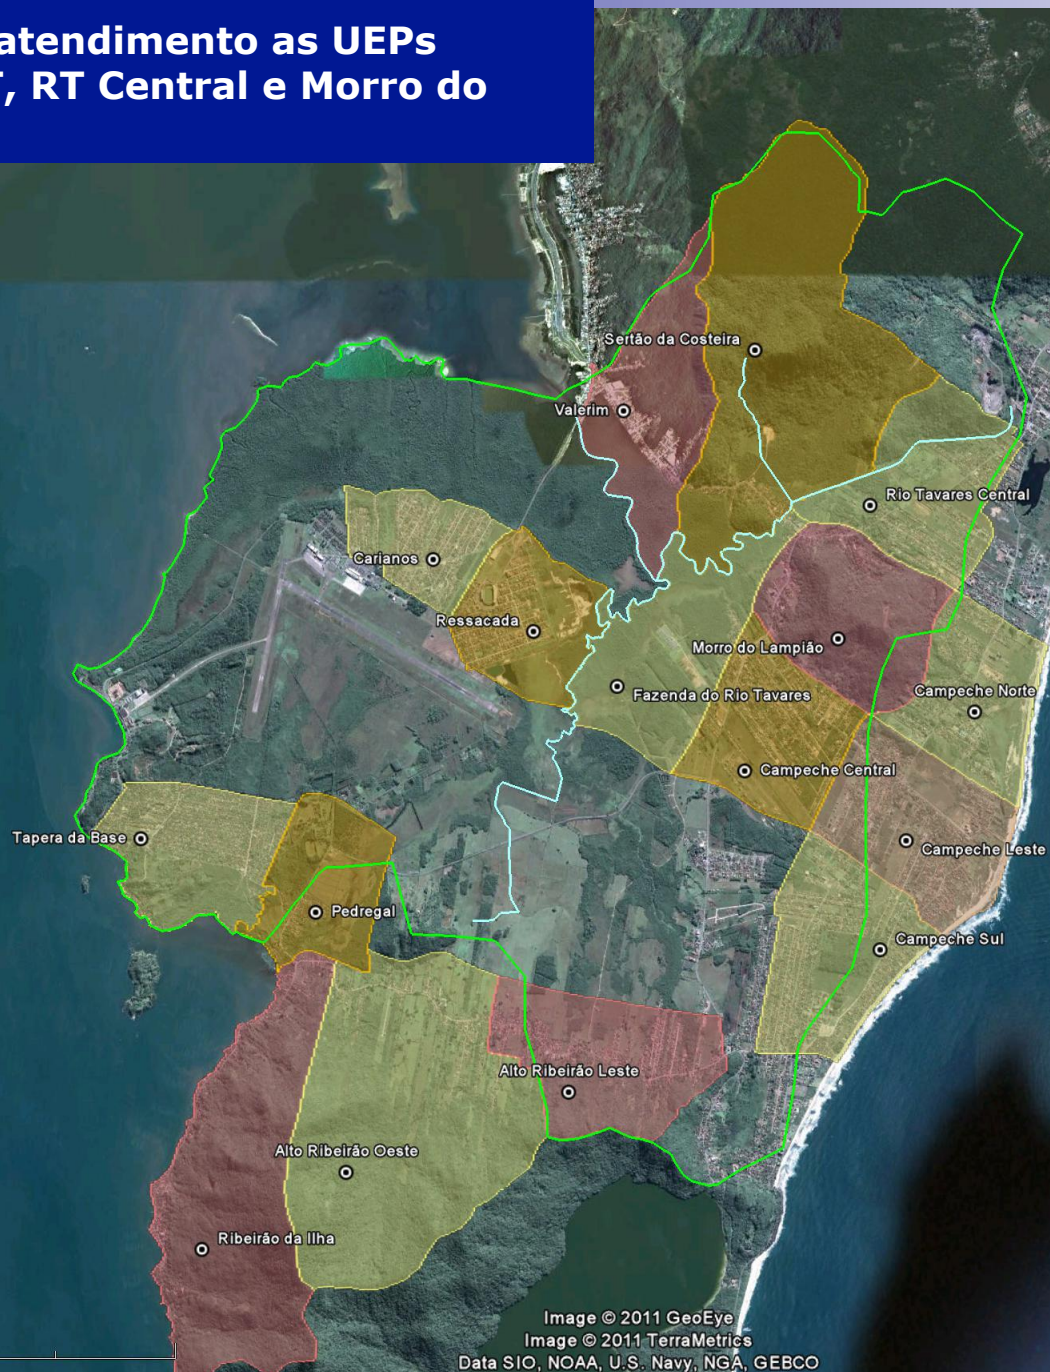 atendimento as UEPs
, RT Central e Morro do
Sertão da Costeira
Valerim
Rio Tavares Central
Carianos
Ressacada
Morro do Lampião
Fazenda do Rio Tavares
Campeche Norte
Campeche Central
Tapera da Base
Campeche Leste
Pedregal
Campeche Sul
Alto Ribeirão Leste
Alto Ribeirão Oeste
Ribeirão da Ilha
Image © 2011 GeoEye
Image © 2011 TerraMetrics
Data SIO, NOAA, U.S. Navy, NGA, GEBCO